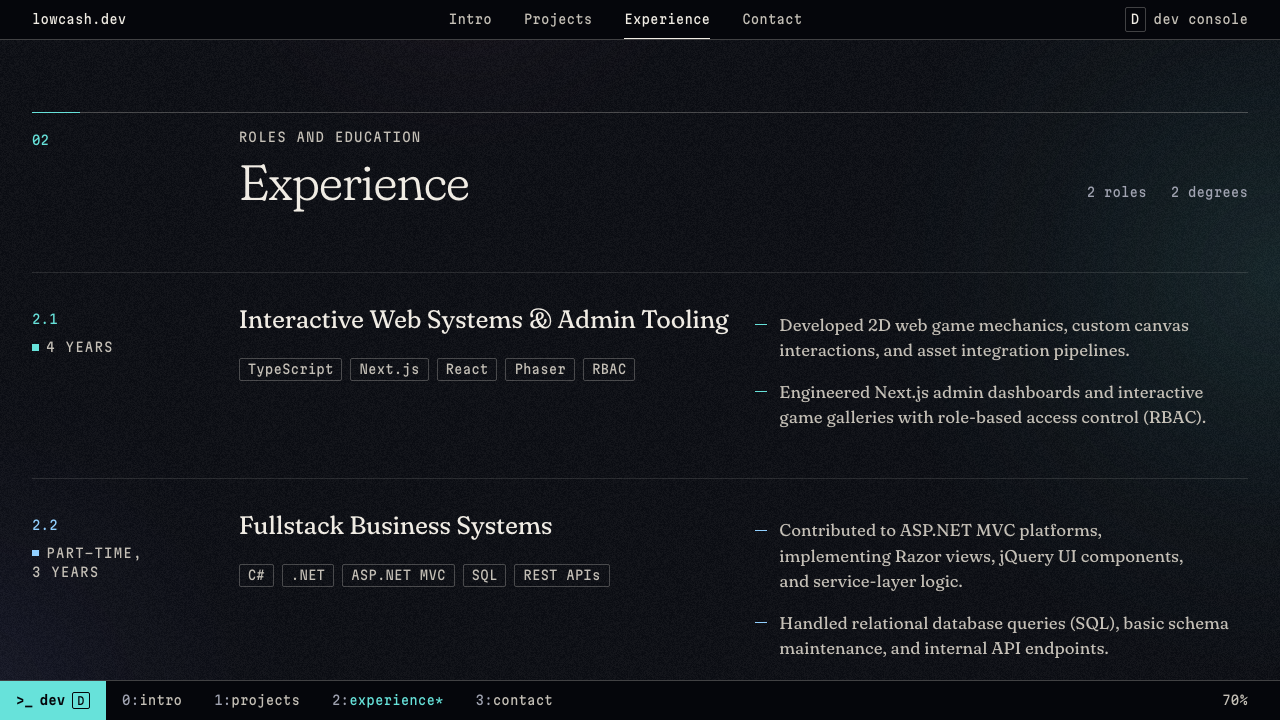 lowcash.dev
Intro Projects Experience Contact
D dev console
02
ROLES AND EDUCATION
Experience
2 roles 2 degrees
2.1
4 YEARS
Interactive Web Systems & Admin Tooling
TypeScript Next.js React Phaser RBAC
— Developed 2D web game mechanics, custom canvas
interactions, and asset integration pipelines.
— Engineered Next.js admin dashboards and interactive
game galleries with role-based access control (RBAC).
2.2
PART-TIME,
3 YEARS
Fullstack Business Systems
C# .NET ASP.NET MVC SQL REST APIs
— Contributed to ASP.NET MVC platforms,
implementing Razor views, jQuery UI components,
and service-layer logic.
— Handled relational database queries (SQL), basic schema
maintenance, and internal API endpoints.
>_ dev D 0:intro 1:projects 2:experience* 3:contact 70%